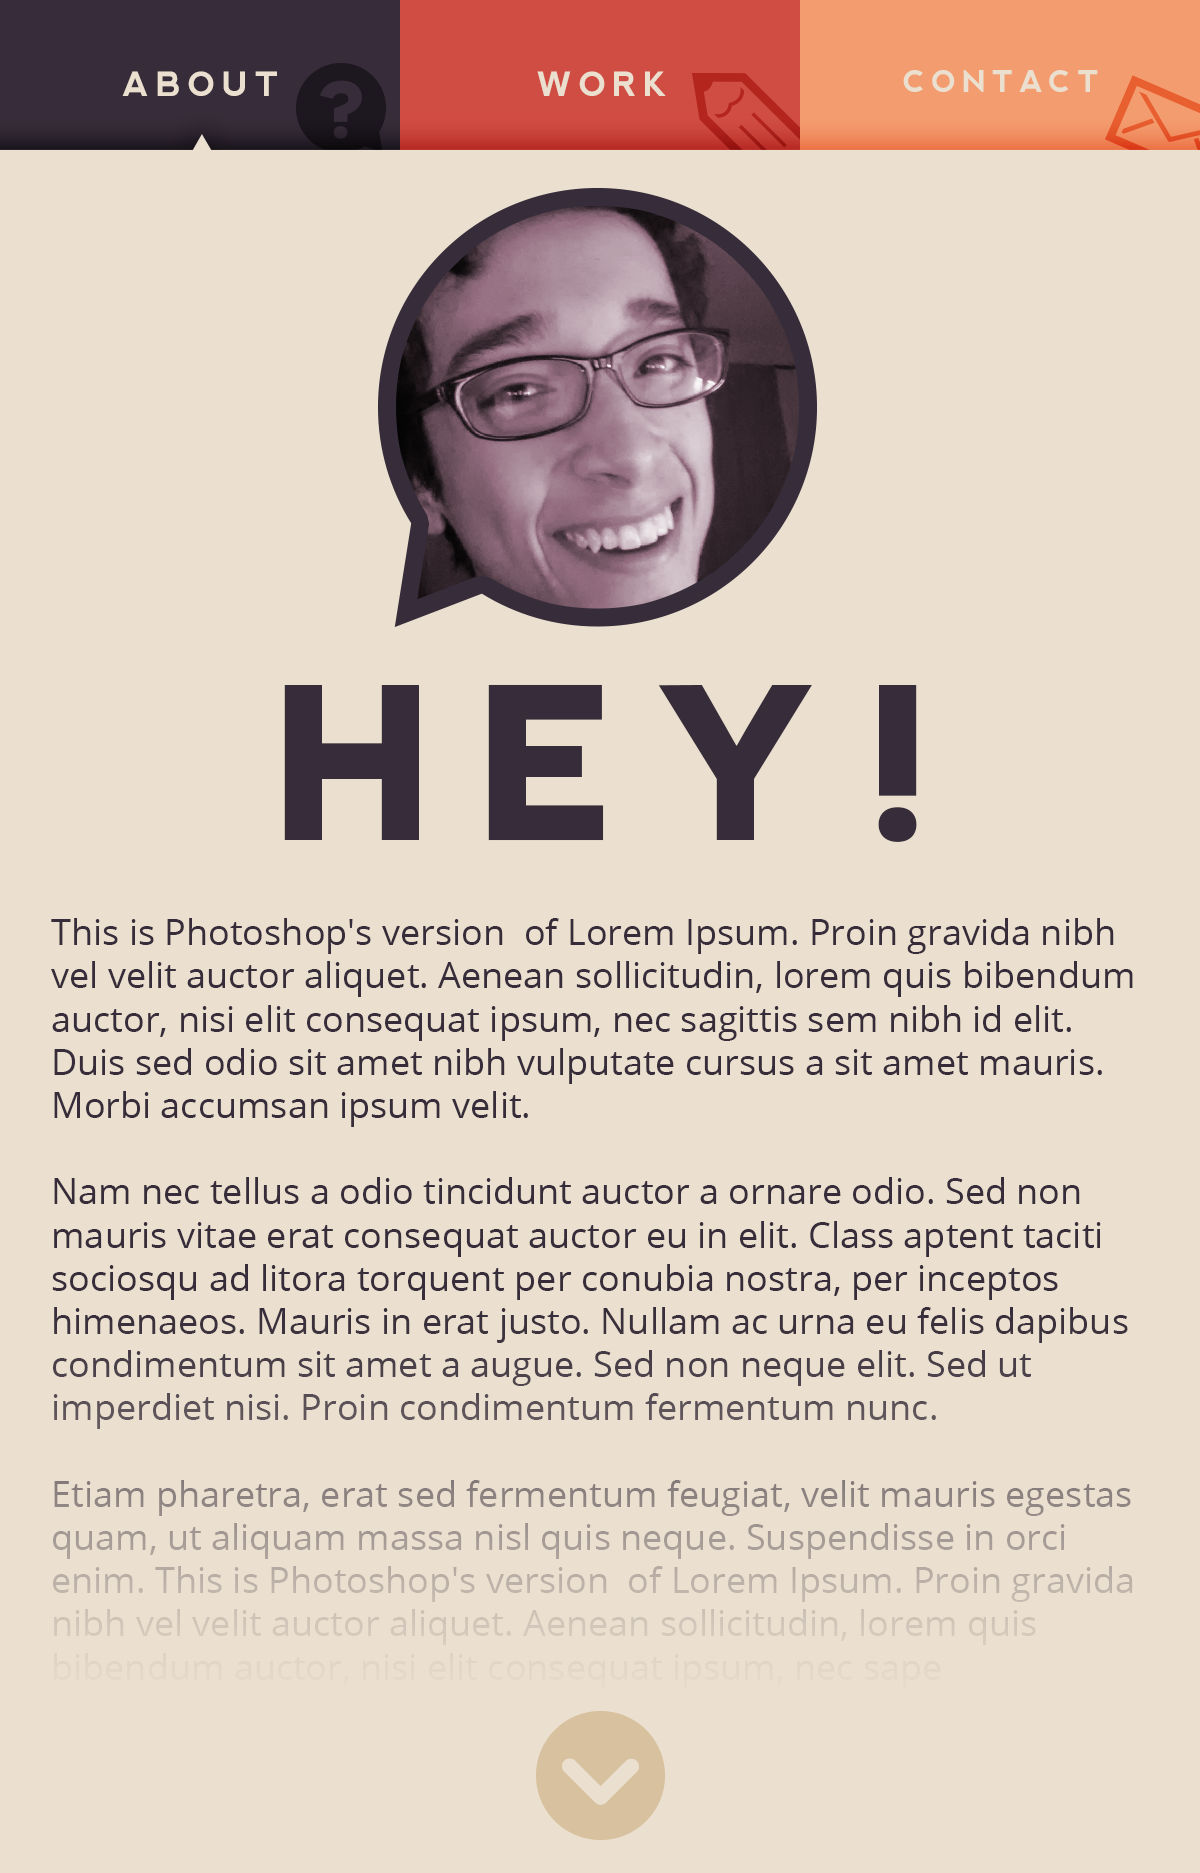 ABOUT
WORK
CONTACT
HEY!
This is Photoshop's version  of Lorem Ipsum. Proin gravida nibh
vel velit auctor aliquet. Aenean sollicitudin, lorem quis bibendum
auctor, nisi elit consequat ipsum, nec sagittis sem nibh id elit.
Duis sed odio sit amet nibh vulputate cursus a sit amet mauris.
Morbi accumsan ipsum velit.
Nam nec tellus a odio tincidunt auctor a ornare odio. Sed non
mauris vitae erat consequat auctor eu in elit. Class aptent taciti
sociosqu ad litora torquent per conubia nostra, per inceptos
himenaeos. Mauris in erat justo. Nullam ac urna eu felis dapibus
condimentum sit amet a augue. Sed non neque elit. Sed ut
imperdiet nisi. Proin condimentum fermentum nunc.
Etiam pharetra, erat sed fermentum feugiat, velit mauris egestas
quam, ut aliquam massa nisl quis neque. Suspendisse in orci
enim. This is Photoshop's version  of Lorem Ipsum. Proin gravida
nibh vel velit auctor aliquet. Aenean sollicitudin, lorem quis
bibendum auctor, nisi elit consequat ipsum, nec sape